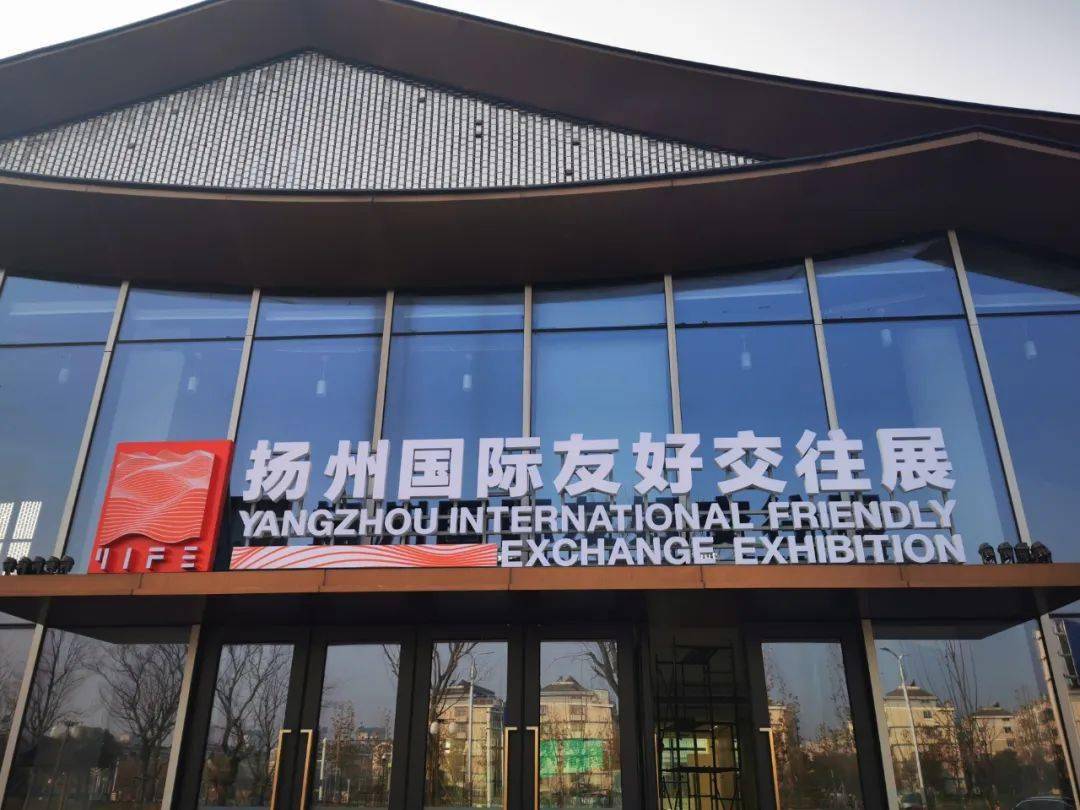 扬州国际友好交往展
YANGZHOU INTERNATIONAL FRIENDLY
EXCHANGE EXHIBITION
YIFE